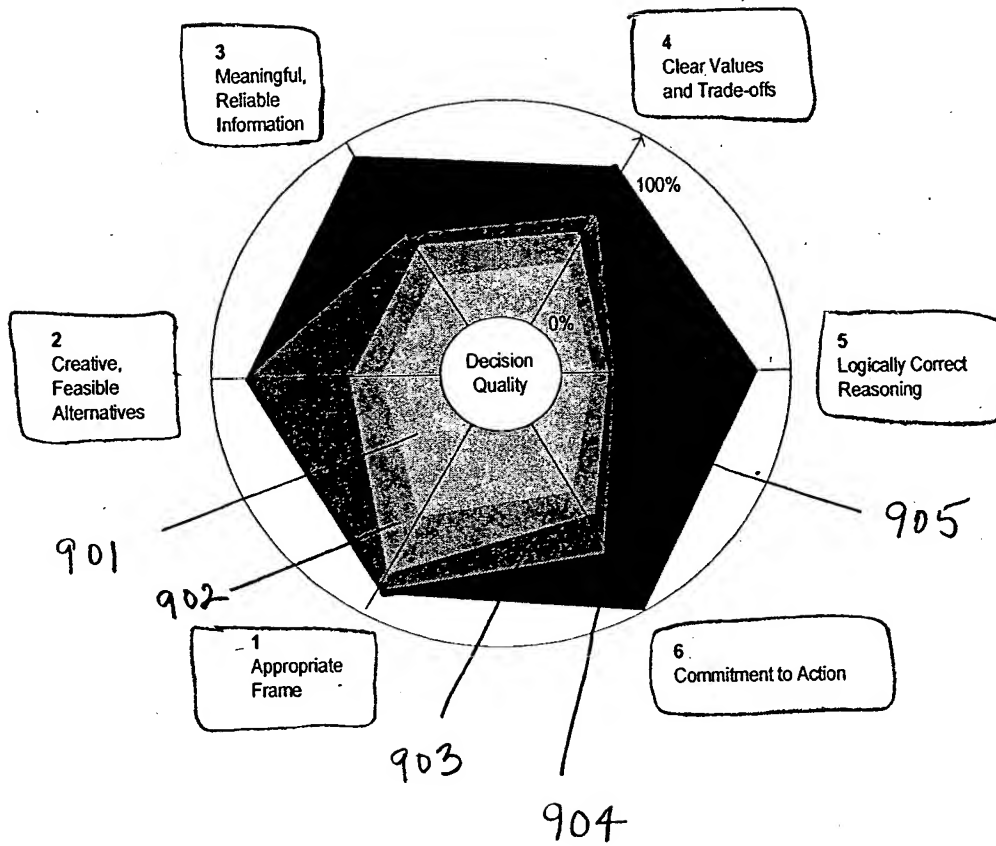 3
Meaningful,
Reliable
Information
4
Clear Values
and Trade-offs
100%
2
Creative,
Feasible
Alternatives
0%
Decision
Quality
5
Logically Correct
Reasoning
901
902
905
1
Appropriate
Frame
6
Commitment to Action
903
904